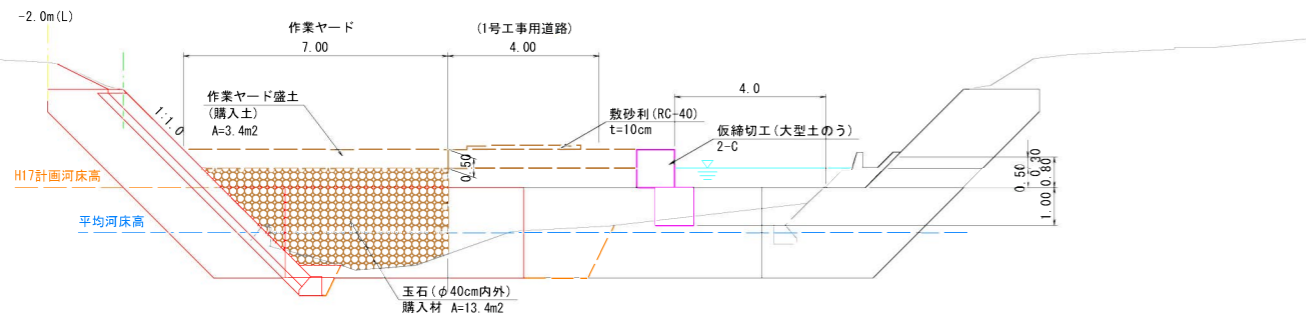 -2.0m(L)
作業ヤード
7.00
(1号工事用道路)
4.00
1:1.0
作業ヤード盛土
(購入土)
A=3.4m2
敷砂利(RC-40)
t=10cm
4.0
仮締切工(大型土のう)
2-C
0.50
0.50
0.30
0.80
1.00
H17計画河床高
平均河床高
玉石(φ40cm内外)
購入材 A=13.4m2